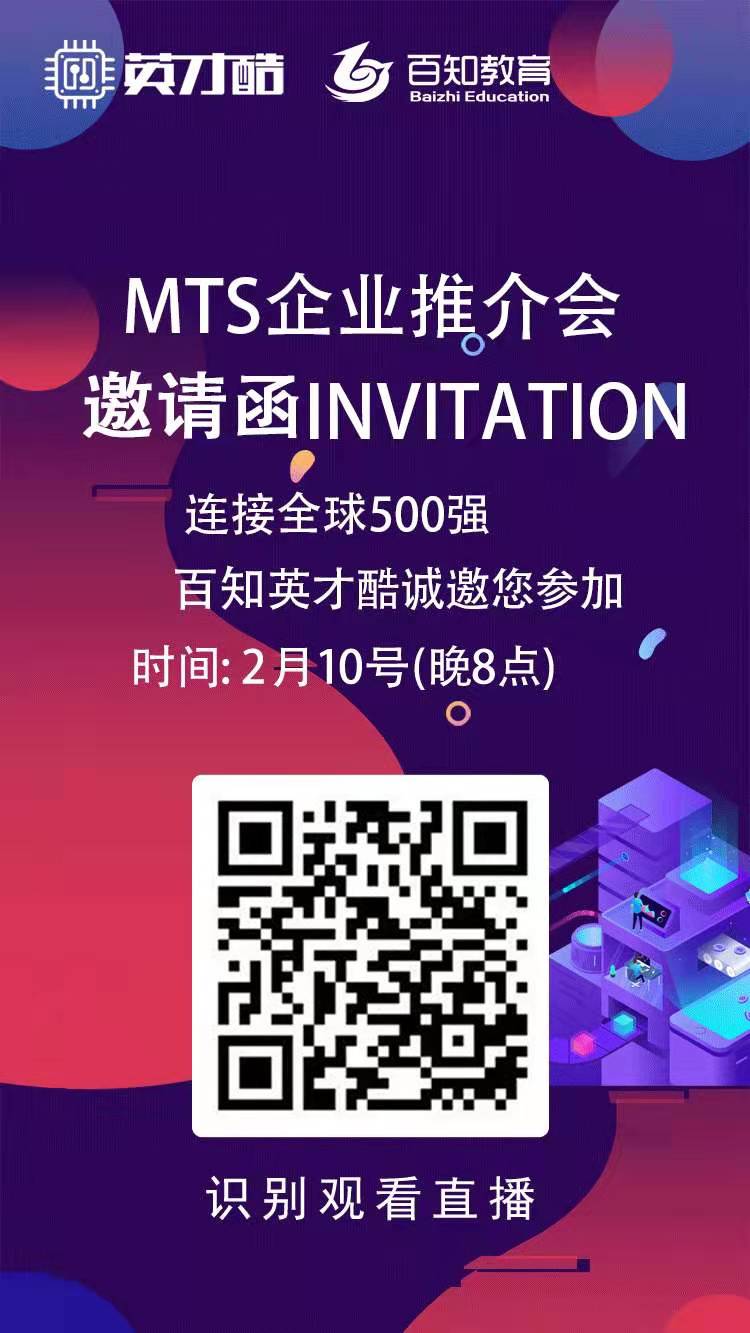 英才酷
百知教育
Baizhi Education
MTS企业推介会
邀请函INVITATION
连接全球500强
百知英才酷诚邀您参加
时间: 2月10号(晚8点)
识别观看直播